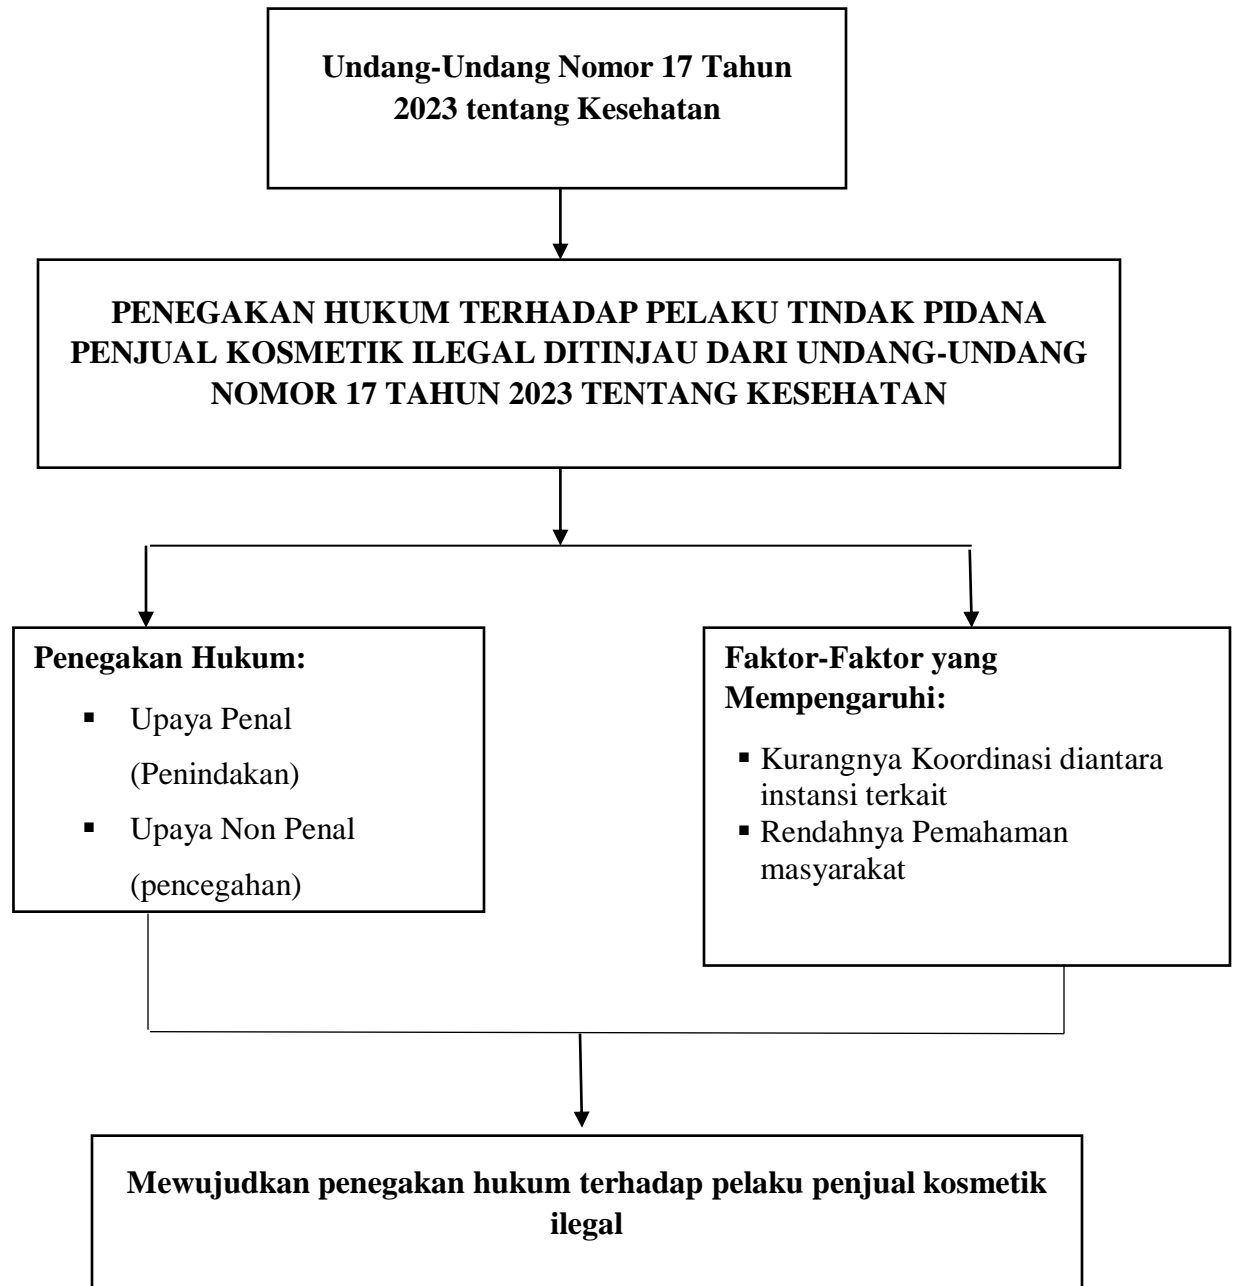 Undang-Undang Nomor 17 Tahun
2023 tentang Kesehatan
PENEGAKAN HUKUM TERHADAP PELAKU TINDAK PIDANA
PENJUAL KOSMETIK ILEGAL DITINJAU DARI UNDANG-UNDANG
NOMOR 17 TAHUN 2023 TENTANG KESEHATAN
Penegakan Hukum:
▪ Upaya Penal
(Penindakan)
▪ Upaya Non Penal
(pencegahan)
Faktor-Faktor yang
Mempengaruhi:
▪ Kurangnya Koordinasi diantara
instansi terkait
▪ Rendahnya Pemahaman
masyarakat
Mewujudkan penegakan hukum terhadap pelaku penjual kosmetik
ilegal